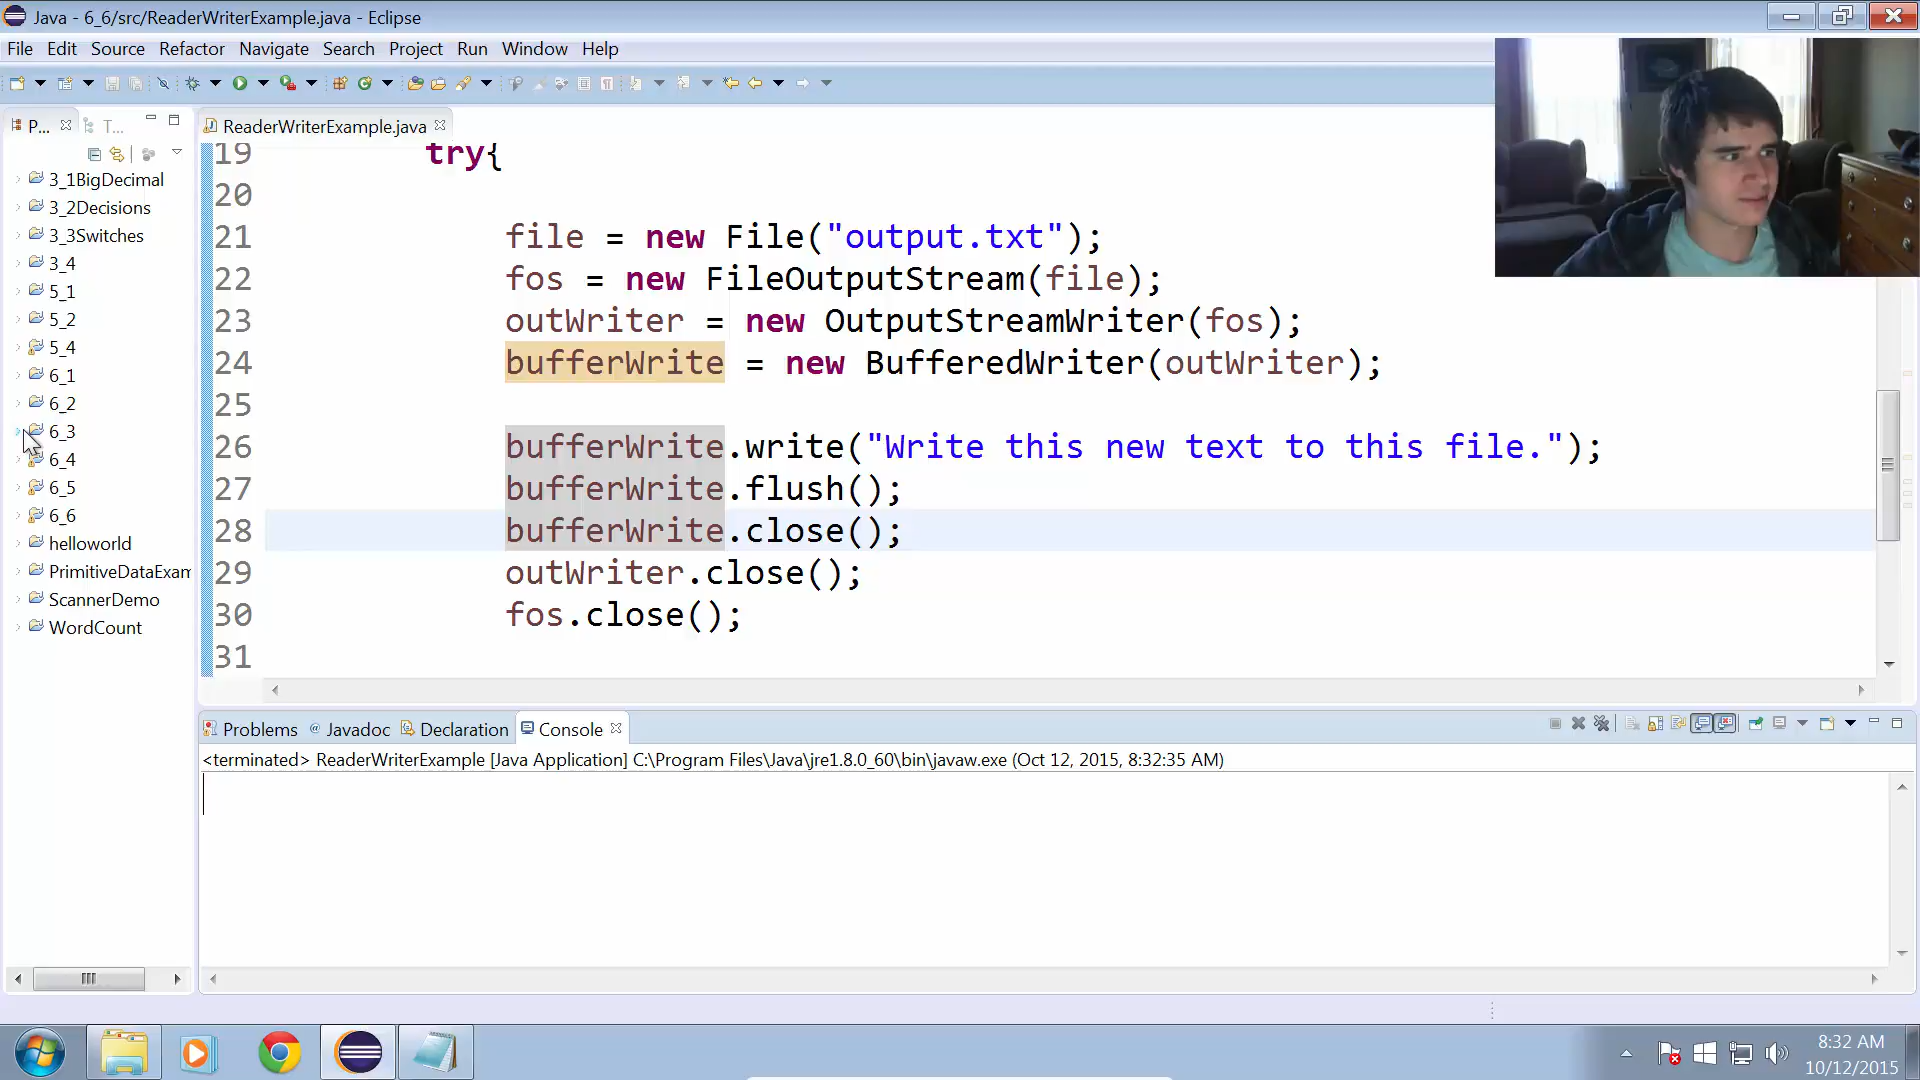 Java - 6_6/src/ReaderWriterExample.java - Eclipse
File Edit Source Refactor Navigate Search Project Run Window Help
P... T...
ReaderWriterExample.java
3_1BigDecimal
3_2Decisions
3_3Switches
3_4
5_1
5_2
5_4
6_1
6_2
6_3
6_4
6_5
6_6
helloworld
PrimitiveDataExam
ScannerDemo
WordCount
19 try{
20
21 file = new File("output.txt");
22 fos = new FileOutputStream(file);
23 outWriter = new OutputStreamWriter(fos);
24 bufferWrite = new BufferedWriter(outWriter);
25
26 bufferWrite.write("Write this new text to this file.");
27 bufferWrite.flush();
28 bufferWrite.close();
29 outWriter.close();
30 fos.close();
31
Problems @ Javadoc Declaration Console
<terminated> ReaderWriterExample [Java Application] C:\Program Files\Java\jre1.8.0_60\bin\javaw.exe (Oct 12, 2015, 8:32:35 AM)
8:32 AM
10/12/2015